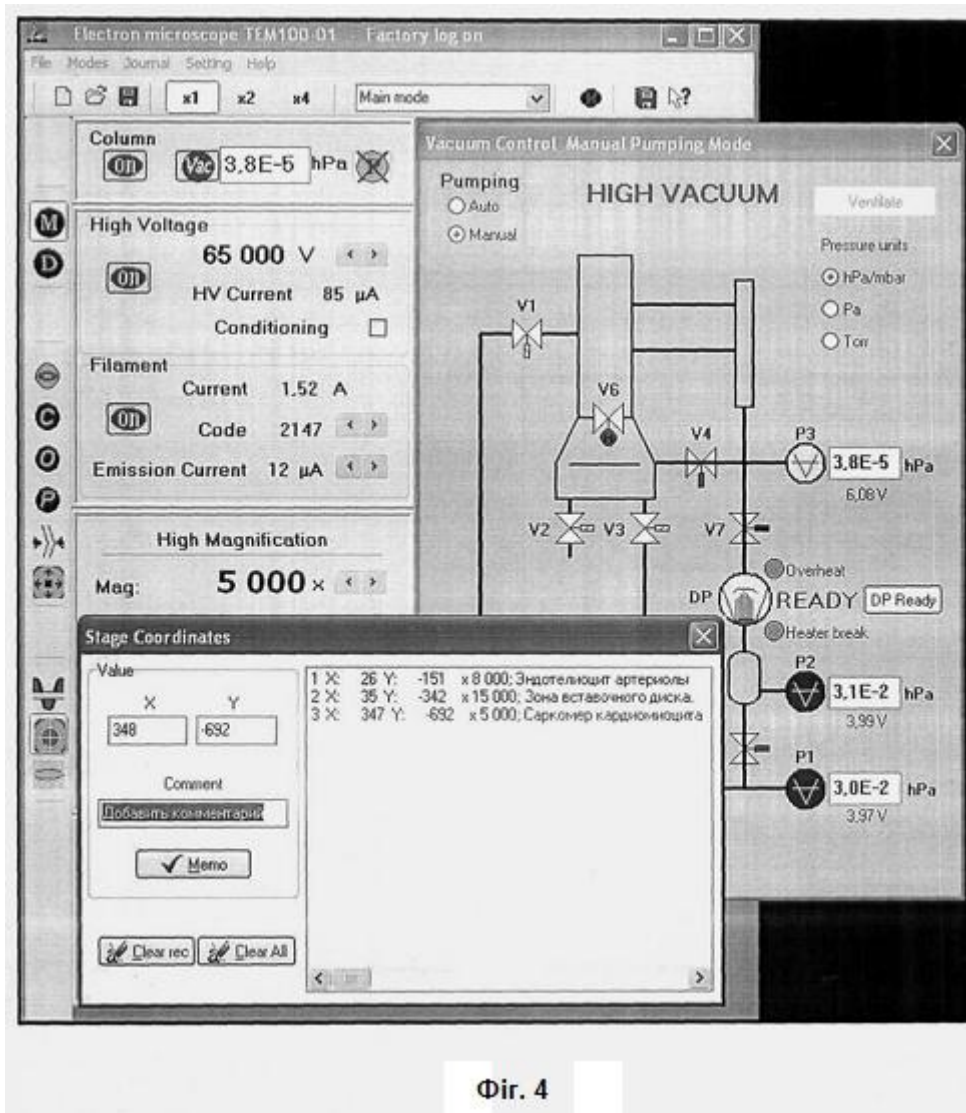 Electron microscope TEM100-01 Factory log on
File Modes Journal Setting Help
x1 x2 x4 Main mode
Column
On Vac 3,8E-5 hPa
M
D
High Voltage
65 000 V
On
HV Current 85 μA
Conditioning
Filament
Current 1.52 A
On
Code 2147
Emission Current 12 μA
C
O
P
High Magnification
Mag: 5 000 x
Vacuum Control Manual Pumping Mode
Pumping
Auto
Manual
HIGH VACUUM
Ventilate
Pressure units
hPa/mbar
Pa
Torr
V1
V6
V4
P3
3.8E-5 hPa
6,08 V
V2
V3
V7
Overheat
DP READY DP Ready
Heater break
P2
3,1E-2 hPa
3,99 V
P1
3,0E-2 hPa
3,97 V
Stage Coordinates
Value
X Y
348 -692
Comment
Добавить комментарий
Memo
Clear rec Clear All
1 X: 26 Y: -151 x 8 000; Эндотелиоцит артериолы
2 X: 35 Y: -342 x 15 000; Зона вставочного диска.
3 X: 347 Y: -692 x 5 000; Саркомер кардиомиоцита
Фіг. 4